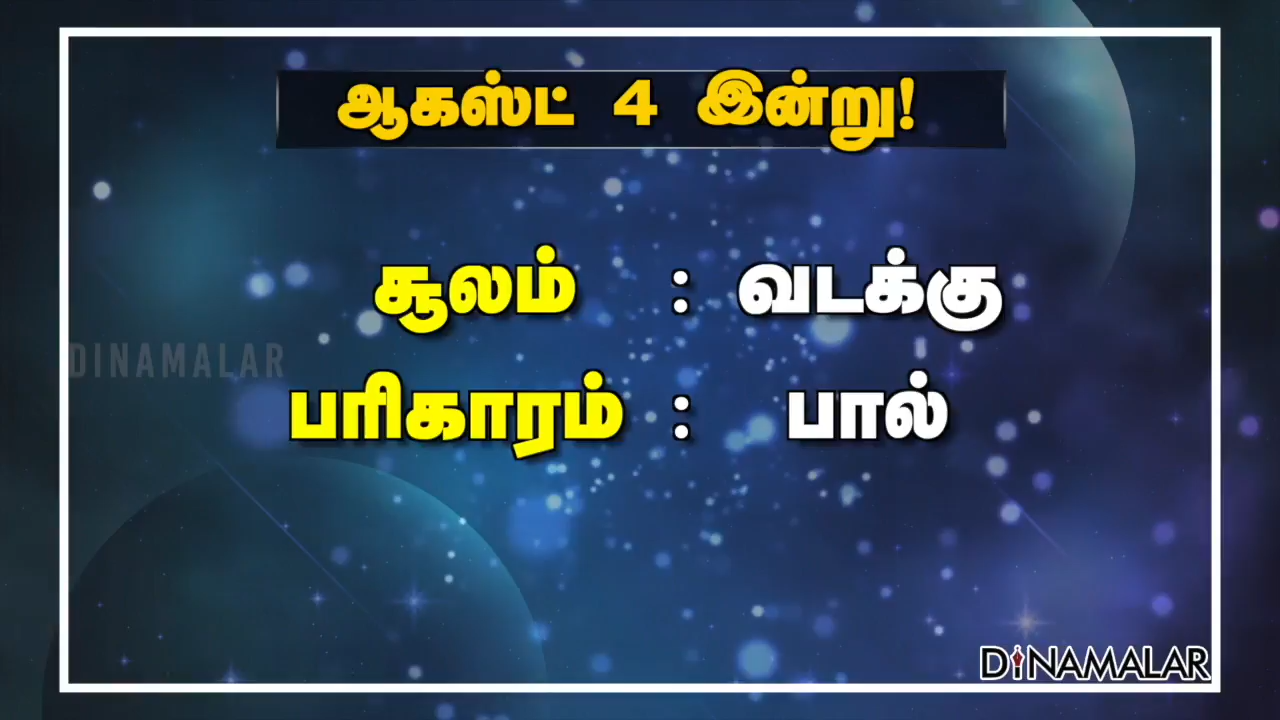 ஆகஸ்ட் 4 இன்று!
சூலம் : வடக்கு
DINAMALAR
பரிகாரம் : பால்
DINAMALAR